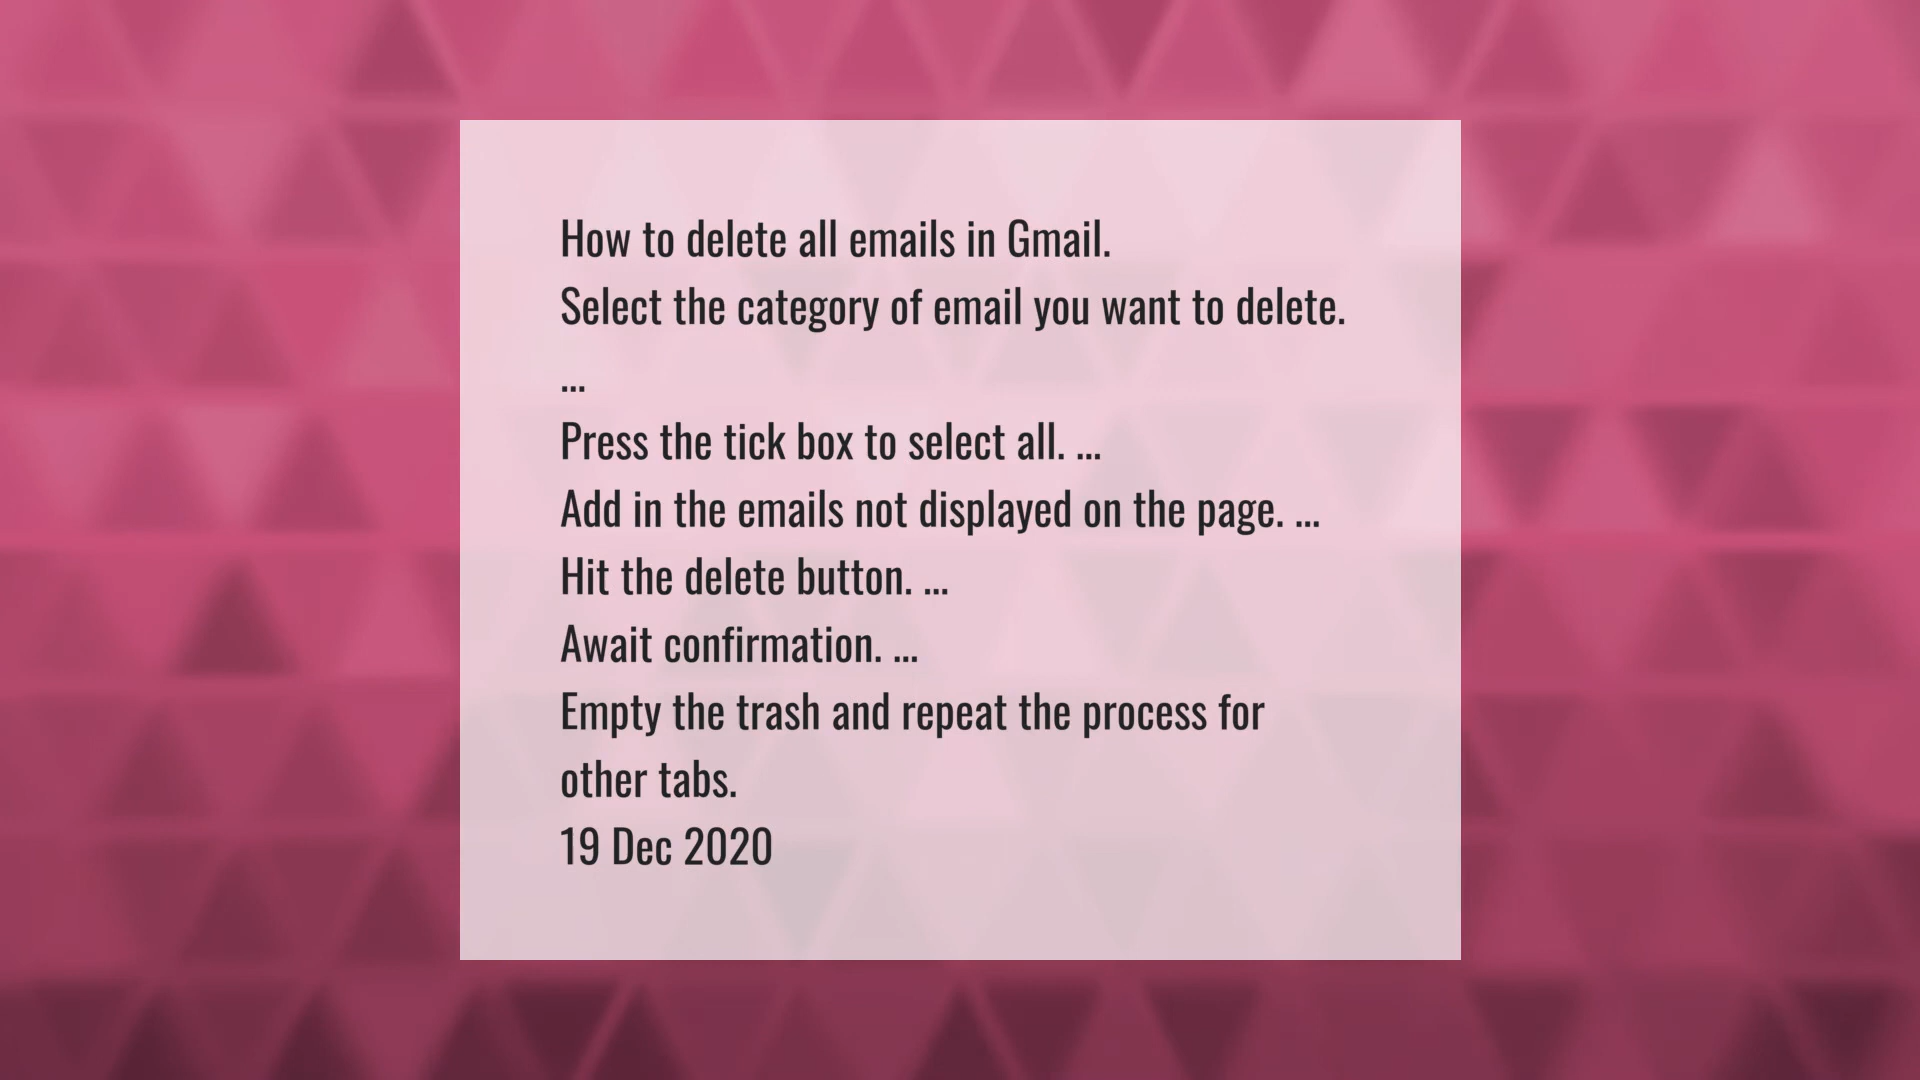 How to delete all emails in Gmail.
Select the category of email you want to delete.
...
Press the tick box to select all. ...
Add in the emails not displayed on the page. ...
Hit the delete button. ...
Await confirmation. ...
Empty the trash and repeat the process for
other tabs.
19 Dec 2020